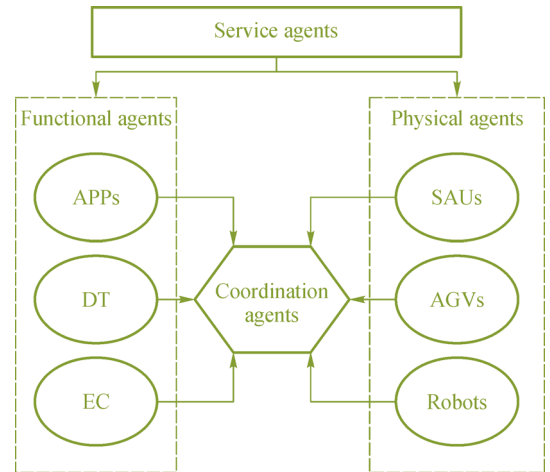 Service agents
Functional agents
Physical agents
APPs
SAUs
DT
Coordination
agents
AGVs
EC
Robots